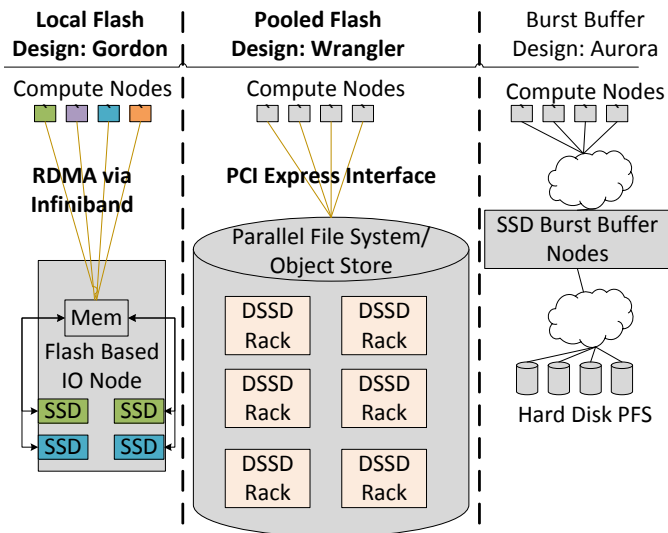 Local Flash
Design: Gordon
Compute Nodes
RDMA via
Infiniband
Mem
Flash Based
IO Node
SSD
SSD
SSD
SSD
Pooled Flash
Design: Wrangler
Compute Nodes
PCI Express Interface
Parallel File System/
Object Store
DSSD
Rack
DSSD
Rack
DSSD
Rack
DSSD
Rack
DSSD
Rack
DSSD
Rack
Burst Buffer
Design: Aurora
Compute Nodes
SSD Burst Buffer
Nodes
Hard Disk PFS